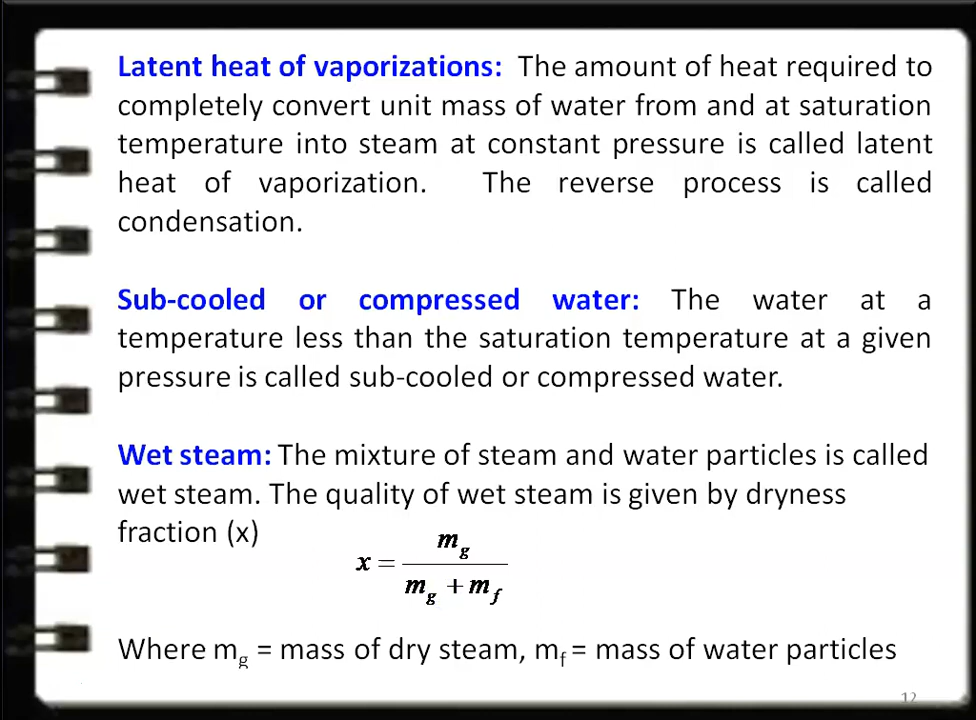 Latent heat of vaporizations: The amount of heat required to
completely convert unit mass of water from and at saturation
temperature into steam at constant pressure is called latent
heat of vaporization. The reverse process is called
condensation.
Sub-cooled or compressed water: The water at a
temperature less than the saturation temperature at a given
pressure is called sub-cooled or compressed water.
Wet steam: The mixture of steam and water particles is called
wet steam. The quality of wet steam is given by dryness
fraction (x)
x = m_g / (m_g + m_f)
Where m_g = mass of dry steam, m_f = mass of water particles
12